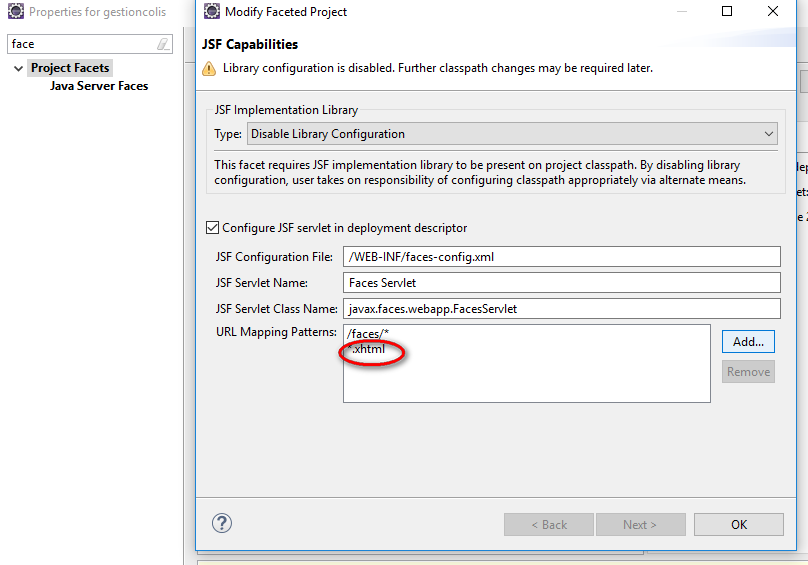 Properties for gestioncolis
face
Project Facets
Java Server Faces
Modify Faceted Project
JSF Capabilities
Library configuration is disabled. Further classpath changes may be required later.
JSF Implementation Library
Type: Disable Library Configuration
This facet requires JSF implementation library to be present on project classpath. By disabling library
configuration, user takes on responsibility of configuring classpath appropriately via alternate means.
Configure JSF servlet in deployment descriptor
JSF Configuration File: /WEB-INF/faces-config.xml
JSF Servlet Name: Faces Servlet
JSF Servlet Class Name: javax.faces.webapp.FacesServlet
URL Mapping Patterns: /faces/*
*.xhtml
Add...
Remove
< Back
Next >
OK